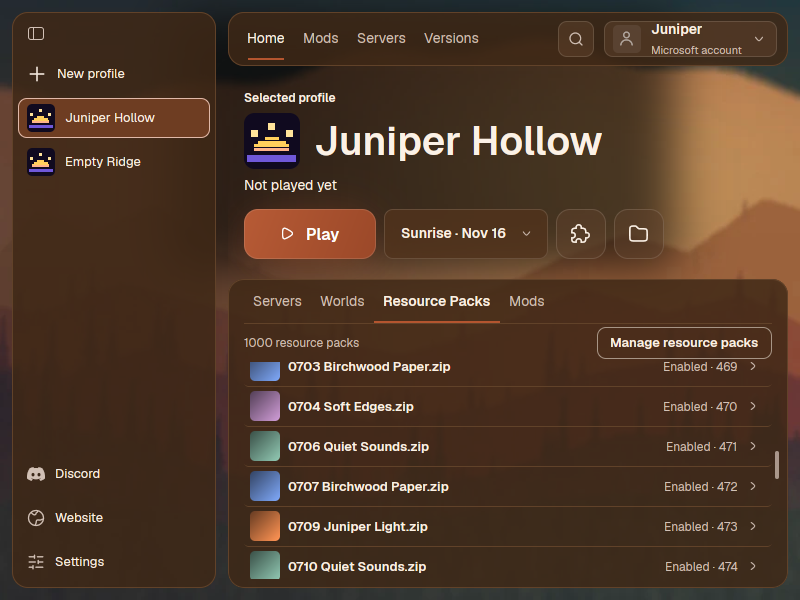 New profile
Juniper Hollow
Empty Ridge
Discord
Website
Settings
Home Mods Servers Versions
Juniper
Microsoft account
Selected profile
Juniper Hollow
Not played yet
Play
Sunrise · Nov 16
Servers Worlds Resource Packs Mods
1000 resource packs
Manage resource packs
0703 Birchwood Paper.zip Enabled · 469
0704 Soft Edges.zip Enabled · 470
0706 Quiet Sounds.zip Enabled · 471
0707 Birchwood Paper.zip Enabled · 472
0709 Juniper Light.zip Enabled · 473
0710 Quiet Sounds.zip Enabled · 474